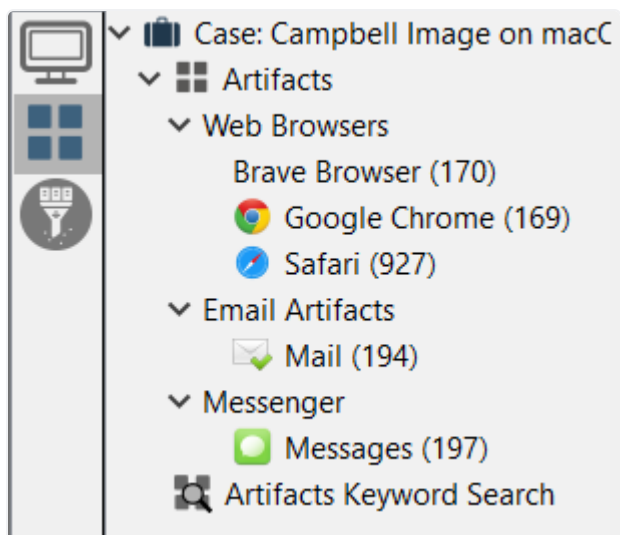 Case: Campbell Image on macC
Artifacts
Web Browsers
Brave Browser (170)
Google Chrome (169)
Safari (927)
Email Artifacts
Mail (194)
Messenger
Messages (197)
Artifacts Keyword Search